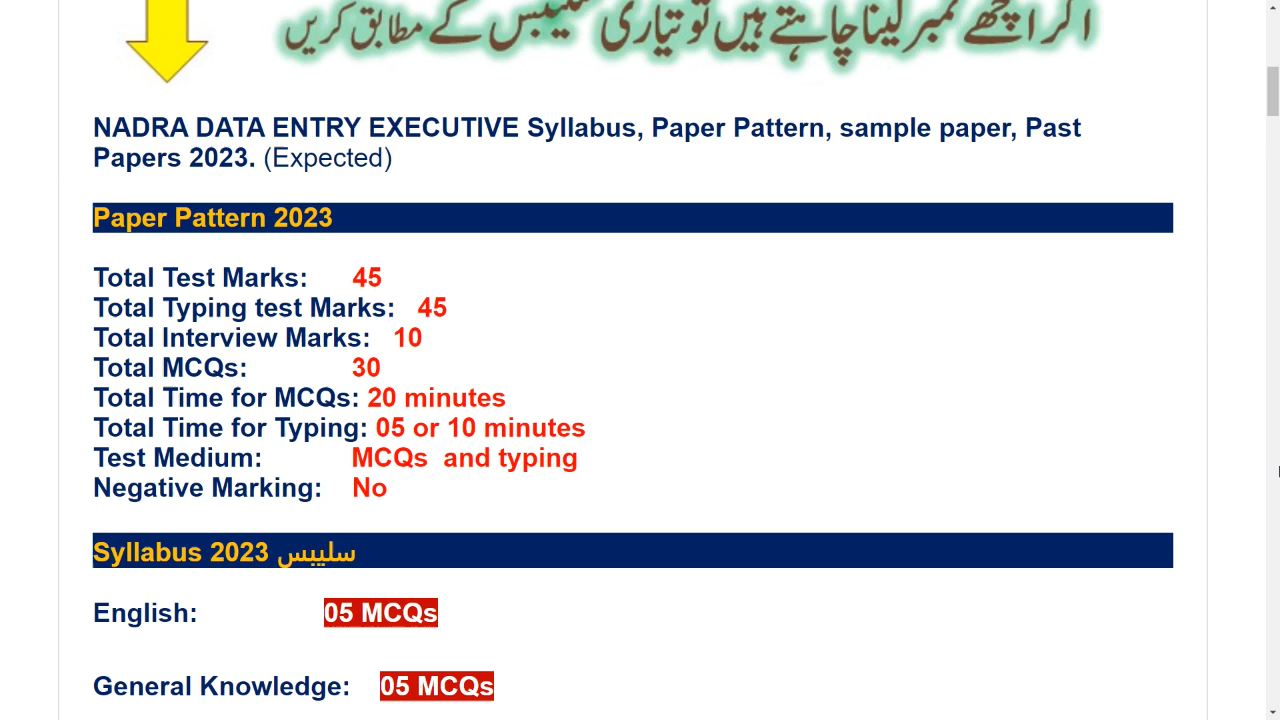 اگر اچھے نمبر لینا چاہتے ہیں تو تیاری سلیبس کے مطابق کریں
NADRA DATA ENTRY EXECUTIVE Syllabus, Paper Pattern, sample paper, Past
Papers 2023. (Expected)
Paper Pattern 2023
Total Test Marks: 45
Total Typing test Marks: 45
Total Interview Marks: 10
Total MCQs: 30
Total Time for MCQs: 20 minutes
Total Time for Typing: 05 or 10 minutes
Test Medium: MCQs and typing
Negative Marking: No
Syllabus 2023 سلیبس
English: 05 MCQs
General Knowledge: 05 MCQs